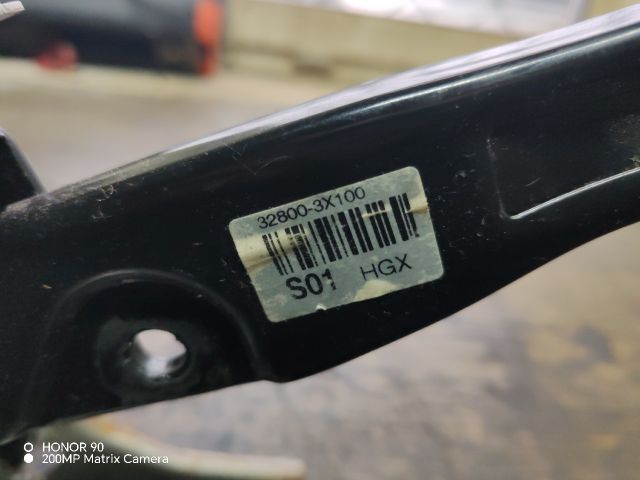 32800-3X100
S01 HGX
HONOR 90
200MP Matrix Camera